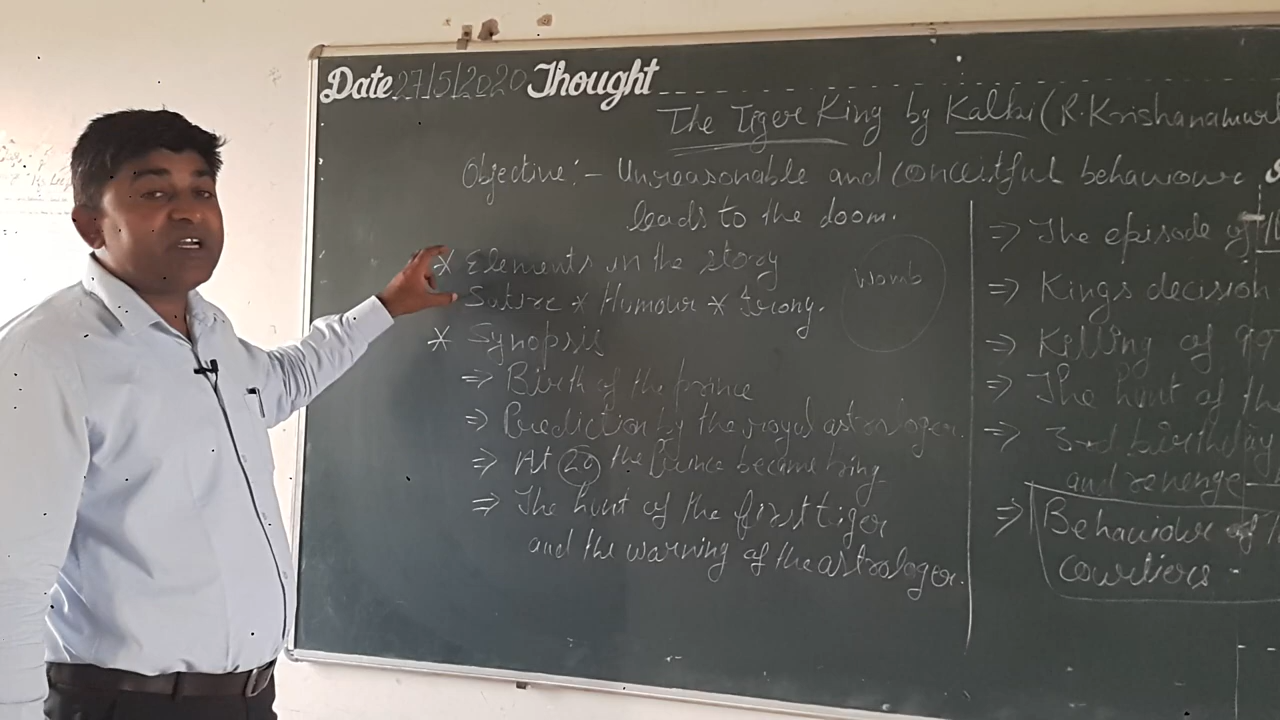 Date 27/5/2020 Thought
The Tiger King by Kalki (R. Krishanamur
Objective:- Unreasonable and conceitful behaviour
leads to the doom.
* Elements in the story
Satire * Humour * Irony.
* Synopsis
⇒ Birth of the prince
⇒ Prediction by the royal astrologer.
⇒ At 20 the Prince became king
⇒ The hunt of the first tiger
and the warning of the astrologer.
Womb
⇒ The episode of
⇒ Kings decision
⇒ Killing of 99
⇒ The hunt of the
⇒ 3rd birthday
and revenge
⇒ Behaviour of
courtiers